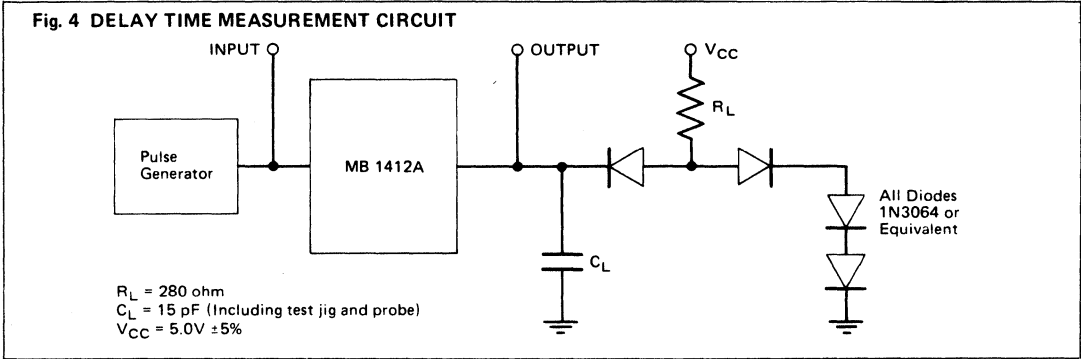 Fig. 4 DELAY TIME MEASUREMENT CIRCUIT
INPUT
OUTPUT
VCC
RL
Pulse
Generator
MB 1412A
All Diodes
1N3064 or
Equivalent
CL
RL = 280 ohm
CL = 15 pF (Including test jig and probe)
VCC = 5.0V ±5%